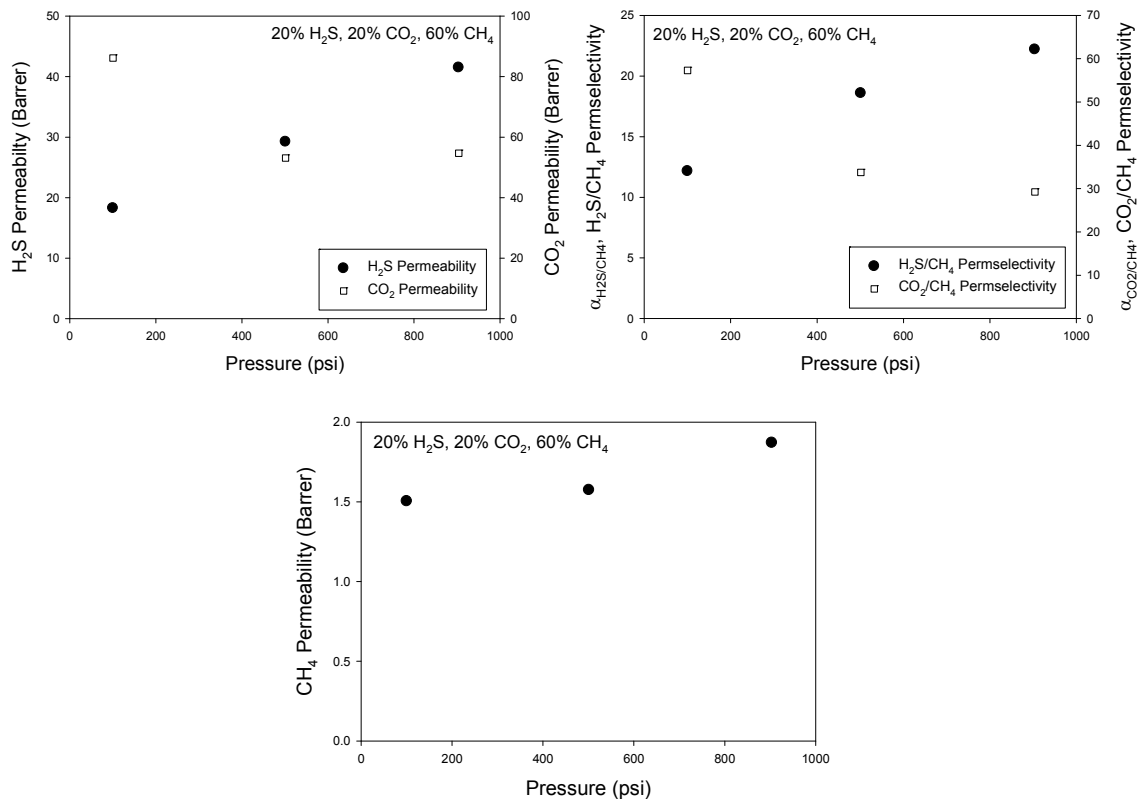 20% H₂S, 20% CO₂, 60% CH₄
H₂S Permeabilty (Barrer)
50
40
30
20
10
0
CO₂ Permeability (Barrer)
100
80
60
40
20
0
H₂S Permeability
CO₂ Permeability
0 200 400 600 800 1000
Pressure (psi)
20% H₂S, 20% CO₂, 60% CH₄
α_H2S/CH4, H₂S/CH₄ Permselectivity
25
20
15
10
5
0
α_CO2/CH4, CO₂/CH₄ Permselectivity
70
60
50
40
30
20
10
0
H₂S/CH₄ Permselectivity
CO₂/CH₄ Permselectivity
0 200 400 600 800 1000
Pressure (psi)
20% H₂S, 20% CO₂, 60% CH₄
CH₄ Permeability (Barrer)
2.0
1.5
1.0
0.5
0.0
0 200 400 600 800 1000
Pressure (psi)